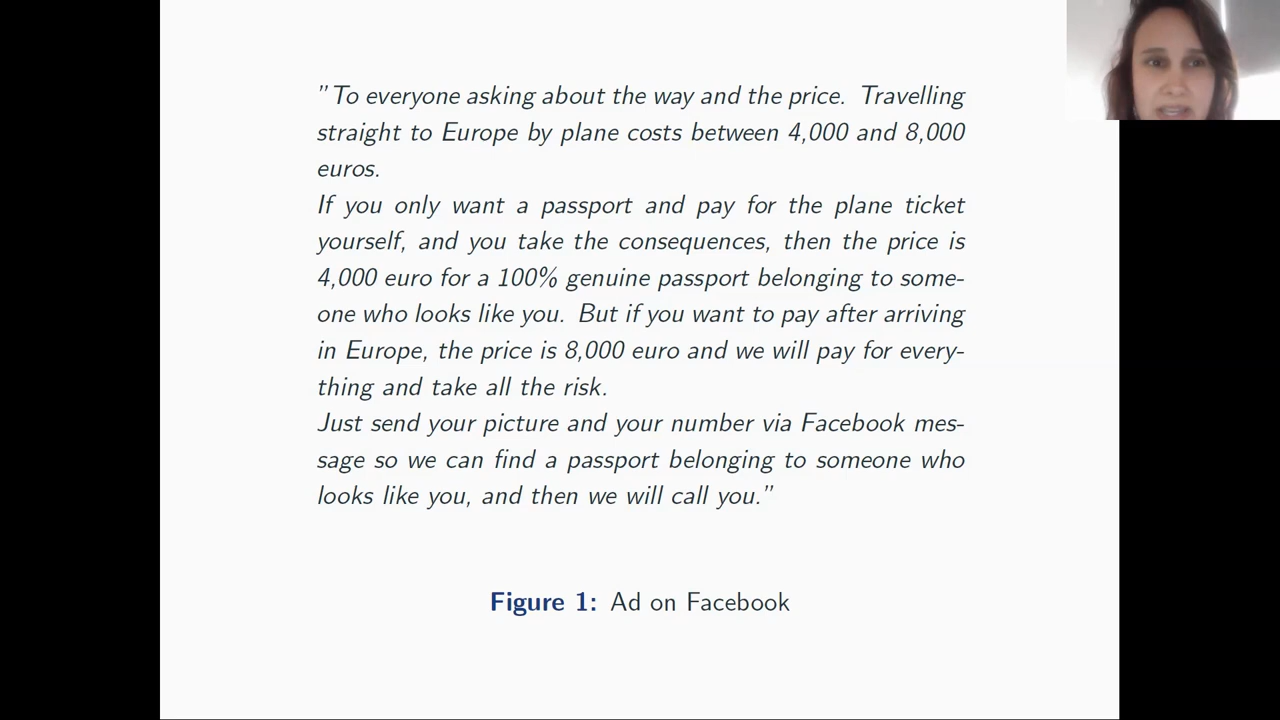 ”To everyone asking about the way and the price. Travelling
straight to Europe by plane costs between 4,000 and 8,000
euros.
If you only want a passport and pay for the plane ticket
yourself, and you take the consequences, then the price is
4,000 euro for a 100% genuine passport belonging to some-
one who looks like you. But if you want to pay after arriving
in Europe, the price is 8,000 euro and we will pay for every-
thing and take all the risk.
Just send your picture and your number via Facebook mes-
sage so we can find a passport belonging to someone who
looks like you, and then we will call you.”
Figure 1: Ad on Facebook